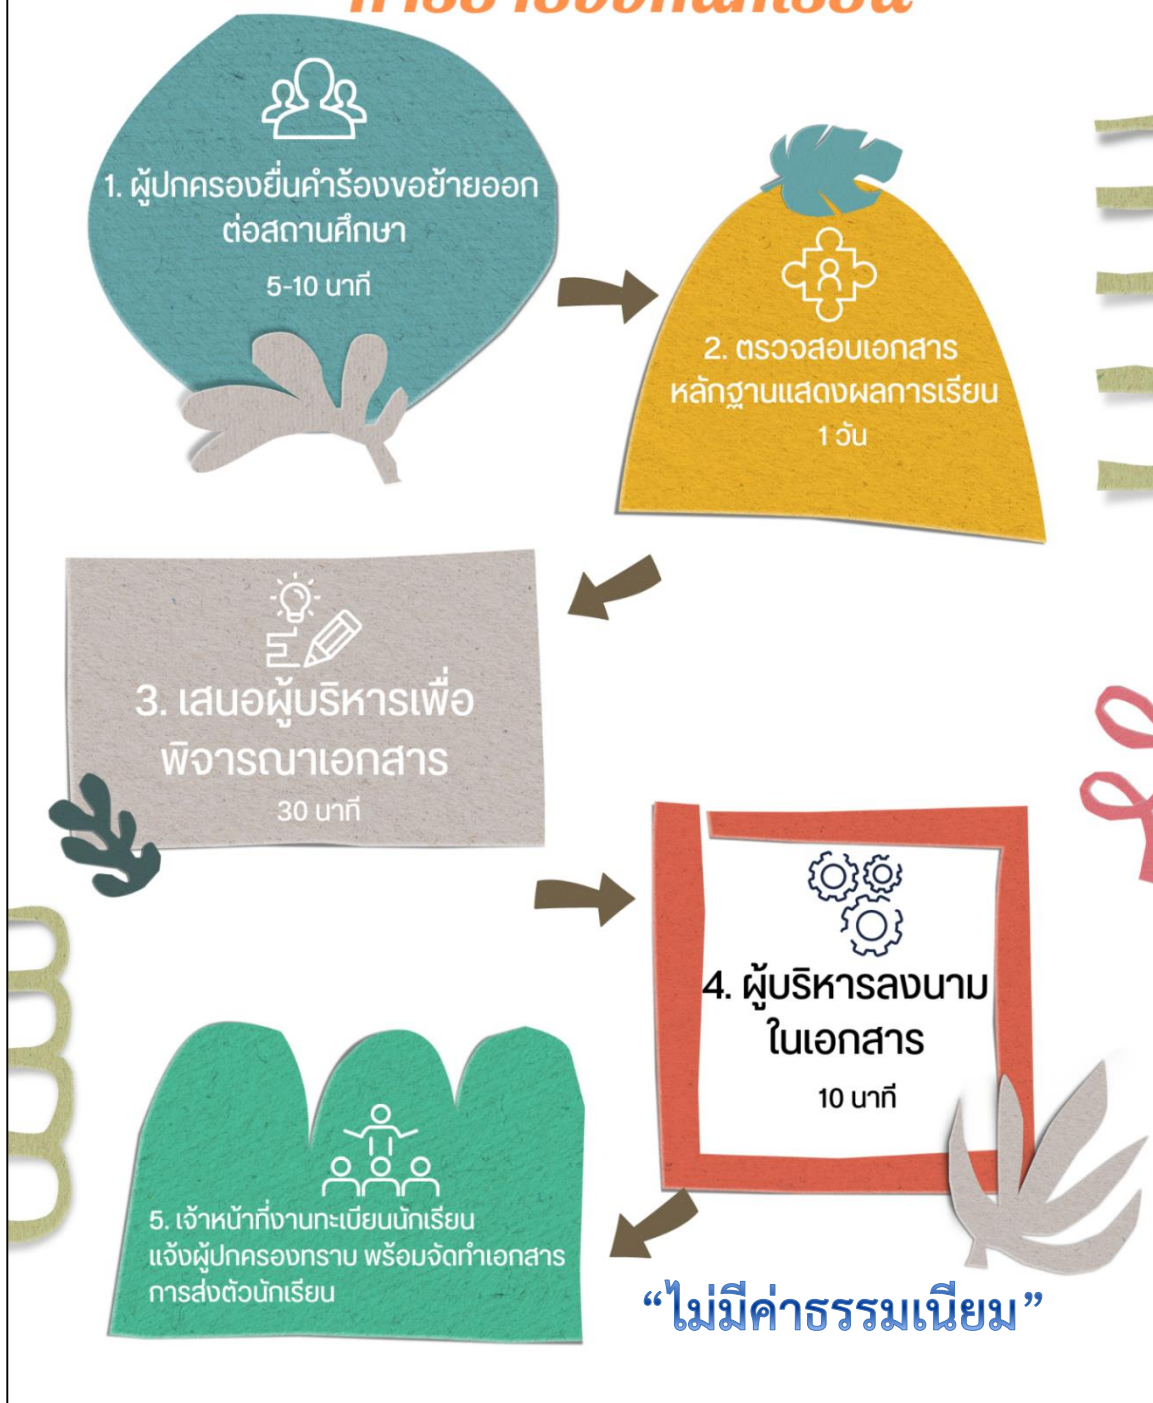 1. ผู้ปกครองยื่นคำร้องขอย้ายออก
ต่อสถานศึกษา
5-10 นาที
2. ตรวจสอบเอกสาร
หลักฐานแสดงผลการเรียน
1 วัน
3. เสนอผู้บริหารเพื่อ
พิจารณาเอกสาร
30 นาที
4. ผู้บริหารลงนาม
ในเอกสาร
10 นาที
5. เจ้าหน้าที่งานทะเบียนนักเรียน
แจ้งผู้ปกครองทราบ พร้อมจัดทำเอกสาร
การส่งตัวนักเรียน
“ไม่มีค่าธรรมเนียม”